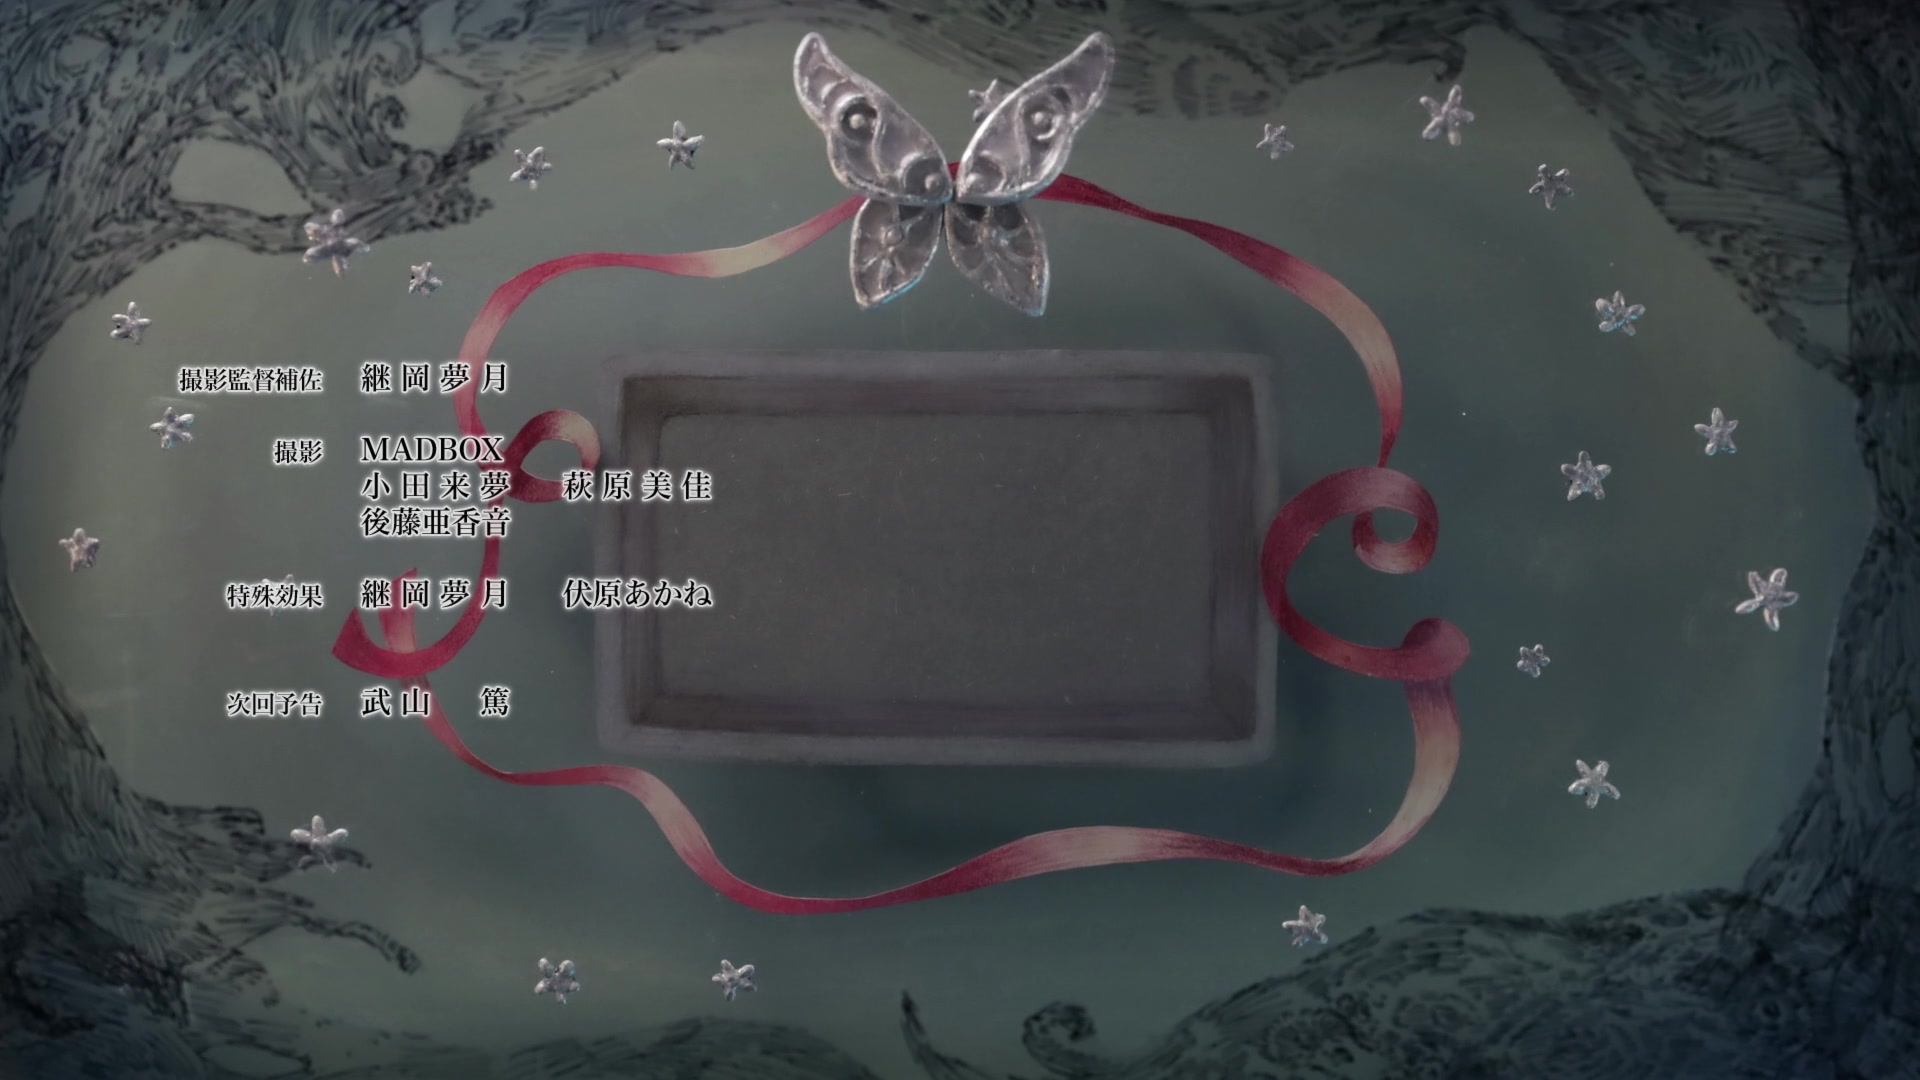 撮影監督補佐 継岡夢月
撮影 MADBOX
小田来夢 萩原美佳
後藤亜香音
特殊効果 継岡夢月 伏原あかね
次回予告 武山 篤